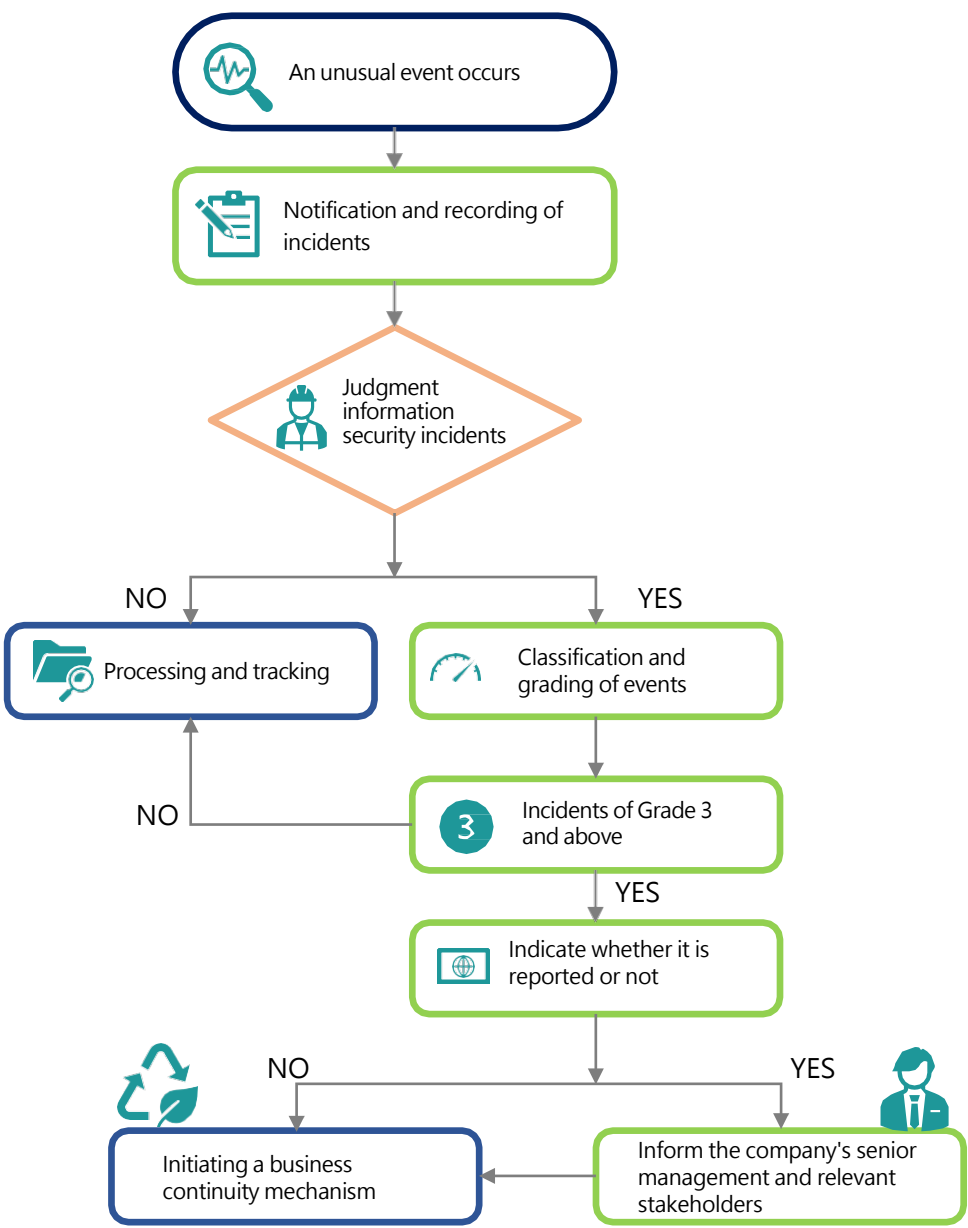 An unusual event occurs
Notification and recording of
incidents
Judgment
information
security incidents
NO
YES
Processing and tracking
Classification and
grading of events
NO
3
Incidents of Grade 3
and above
YES
Indicate whether it is
reported or not
NO
YES
Initiating a business
continuity mechanism
Inform the company's senior
management and relevant
stakeholders